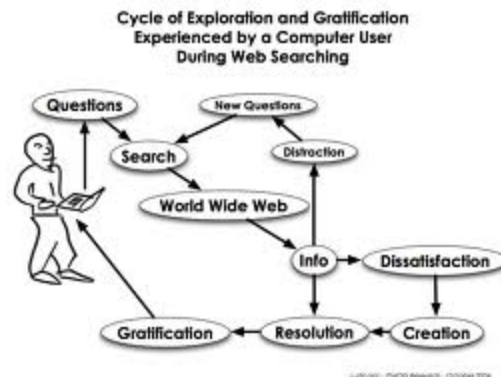 Cycle of Exploration and Gratification
Experienced by a Computer User
During Web Searching
Questions
New Questions
Search
Distraction
World Wide Web
Info
Dissatisfaction
Gratification
Resolution
Creation